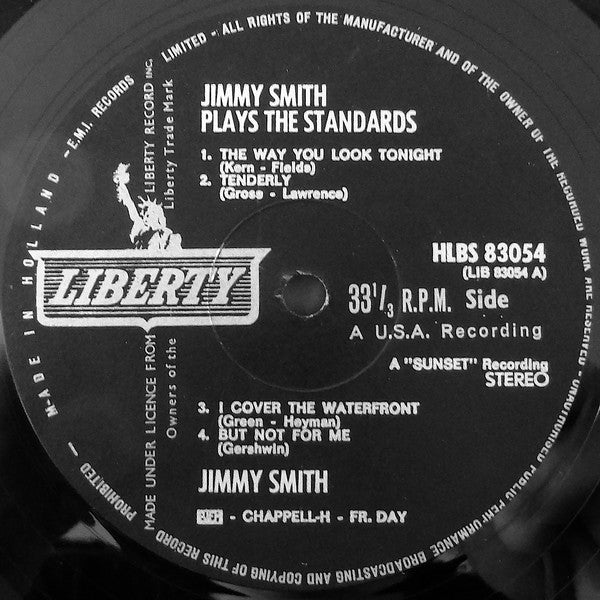 JIMMY SMITH
PLAYS THE STANDARDS
1. THE WAY YOU LOOK TONIGHT
(Kern - Fields)
2. TENDERLY
(Gross - Lawrence)
HLBS 83054
(LIB 83054 A)
LIBERTY
33 1/3 R.P.M. Side
A U.S.A. Recording
A "SUNSET" Recording
STEREO
3. I COVER THE WATERFRONT
(Green - Heyman)
4. BUT NOT FOR ME
(Gershwin)
JIMMY SMITH
- CHAPPELL-H - FR. DAY
MADE UNDER LICENCE FROM LIBERTY RECORD INC.
Owners of the Liberty Trade Mark
MADE IN HOLLAND - E.M.I. RECORDS LIMITED - ALL RIGHTS OF THE MANUFACTURER AND OF THE OWNER OF THE RECORDED WORK ARE RESERVED - UNAUTHORISED PUBLIC PERFORMANCE BROADCASTING AND COPYING OF THIS RECORD PROHIBITED -